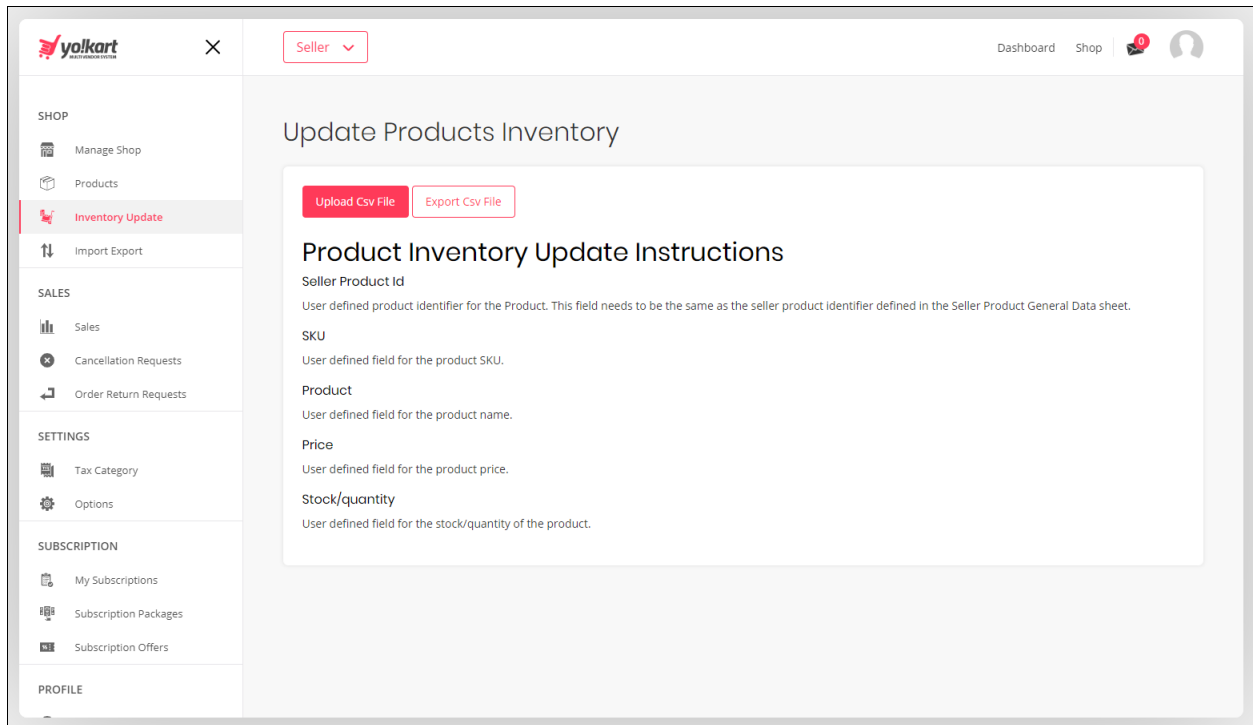 yo!kart
MULTI VENDOR SYSTEM
Seller
Dashboard
Shop
0
SHOP
Manage Shop
Products
Inventory Update
Import Export
SALES
Sales
Cancellation Requests
Order Return Requests
SETTINGS
Tax Category
Options
SUBSCRIPTION
My Subscriptions
Subscription Packages
Subscription Offers
PROFILE
Update Products Inventory
Upload Csv File
Export Csv File
Product Inventory Update Instructions
Seller Product Id
User defined product identifier for the Product. This field needs to be the same as the seller product identifier defined in the Seller Product General Data sheet.
SKU
User defined field for the product SKU.
Product
User defined field for the product name.
Price
User defined field for the product price.
Stock/quantity
User defined field for the stock/quantity of the product.